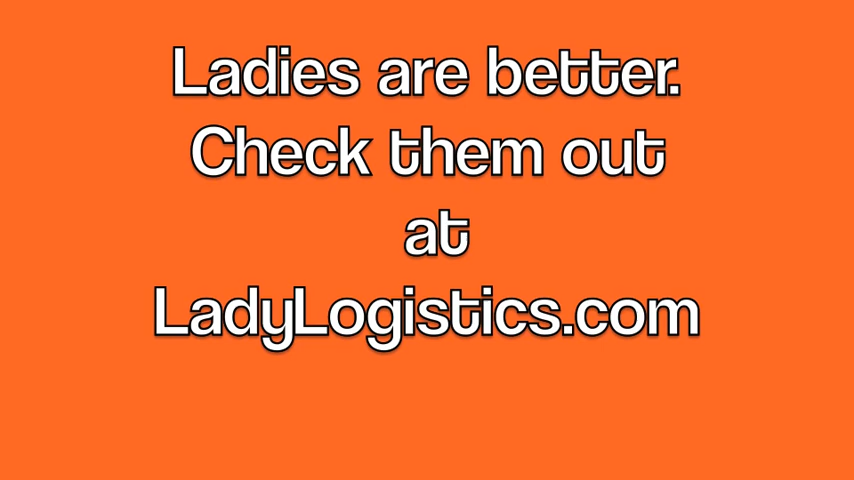 Ladies are better.
Check them out
at
LadyLogistics.com